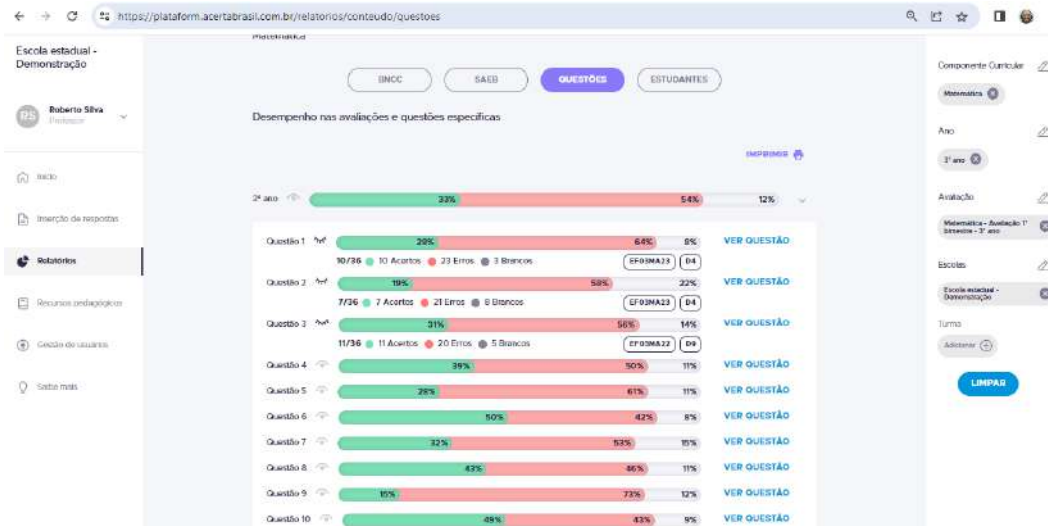 https://plataform.acertabrasil.com.br/relatorios/conteudo/questoes
Escola estadual -
Demonstração
RS
Roberto Silva
Professor
Início
Inserção de respostas
Relatórios
Recursos pedagógicos
Gestão de usuários
Saiba mais
Matemática
BNCC
SAEB
QUESTÕES
ESTUDANTES
Desempenho nas avaliações e questões específicas
IMPRIMIR
2º ano 33% 54% 12%
Questão 1 28% 64% 8% VER QUESTÃO
10/36 10 Acertos 23 Erros 3 Brancos EF03MA23 D4
Questão 2 19% 58% 22% VER QUESTÃO
7/36 7 Acertos 21 Erros 8 Brancos EF03MA23 D4
Questão 3 31% 56% 14% VER QUESTÃO
11/36 11 Acertos 20 Erros 5 Brancos EF03MA22 D9
Questão 4 39% 50% 11% VER QUESTÃO
Questão 5 28% 61% 11% VER QUESTÃO
Questão 6 50% 42% 8% VER QUESTÃO
Questão 7 32% 53% 15% VER QUESTÃO
Questão 8 43% 46% 11% VER QUESTÃO
Questão 9 15% 73% 12% VER QUESTÃO
Questão 10 49% 43% 9% VER QUESTÃO
Componente Curricular
Matemática
Ano
3º ano
Avaliação
Matemática - Avaliação 1º
bimestre - 3º ano
Escolas
Escola estadual -
Demonstração
Turma
Adicionar
LIMPAR